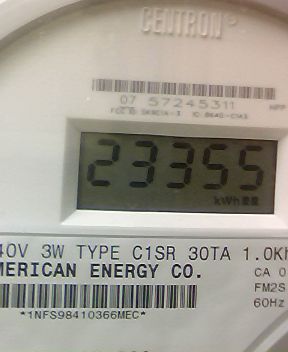 CENTRON®
07 57245311
23355
kWh
40V 3W TYPE C1SR 30TA 1.0Kh
MERICAN ENERGY CO.
CA 0
FM2S
60Hz
*1NFS98410366MEC*